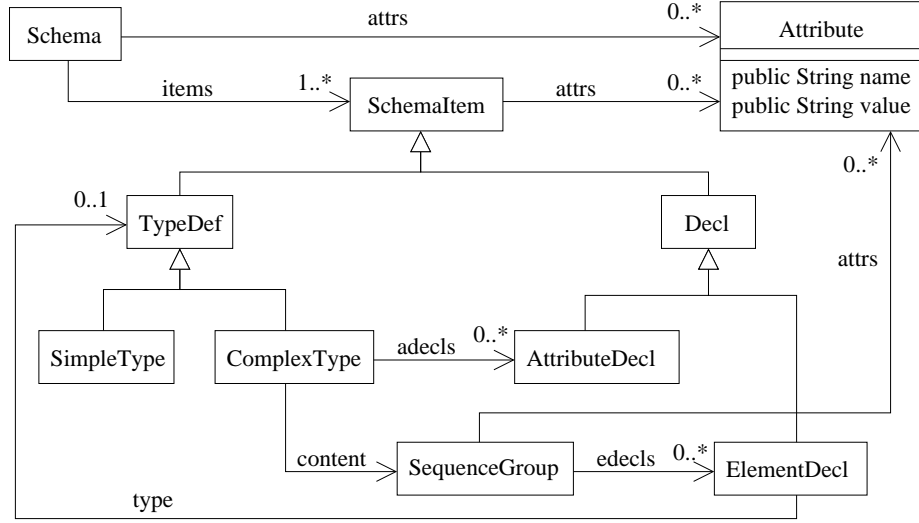 attrs
0..*
Schema
Attribute
items
1..*
attrs
0..*
public String name
public String value
SchemaItem
0..*
0..1
TypeDef
Decl
attrs
SimpleType
ComplexType
adecls
0..*
AttributeDecl
content
SequenceGroup
edecls
0..*
ElementDecl
type